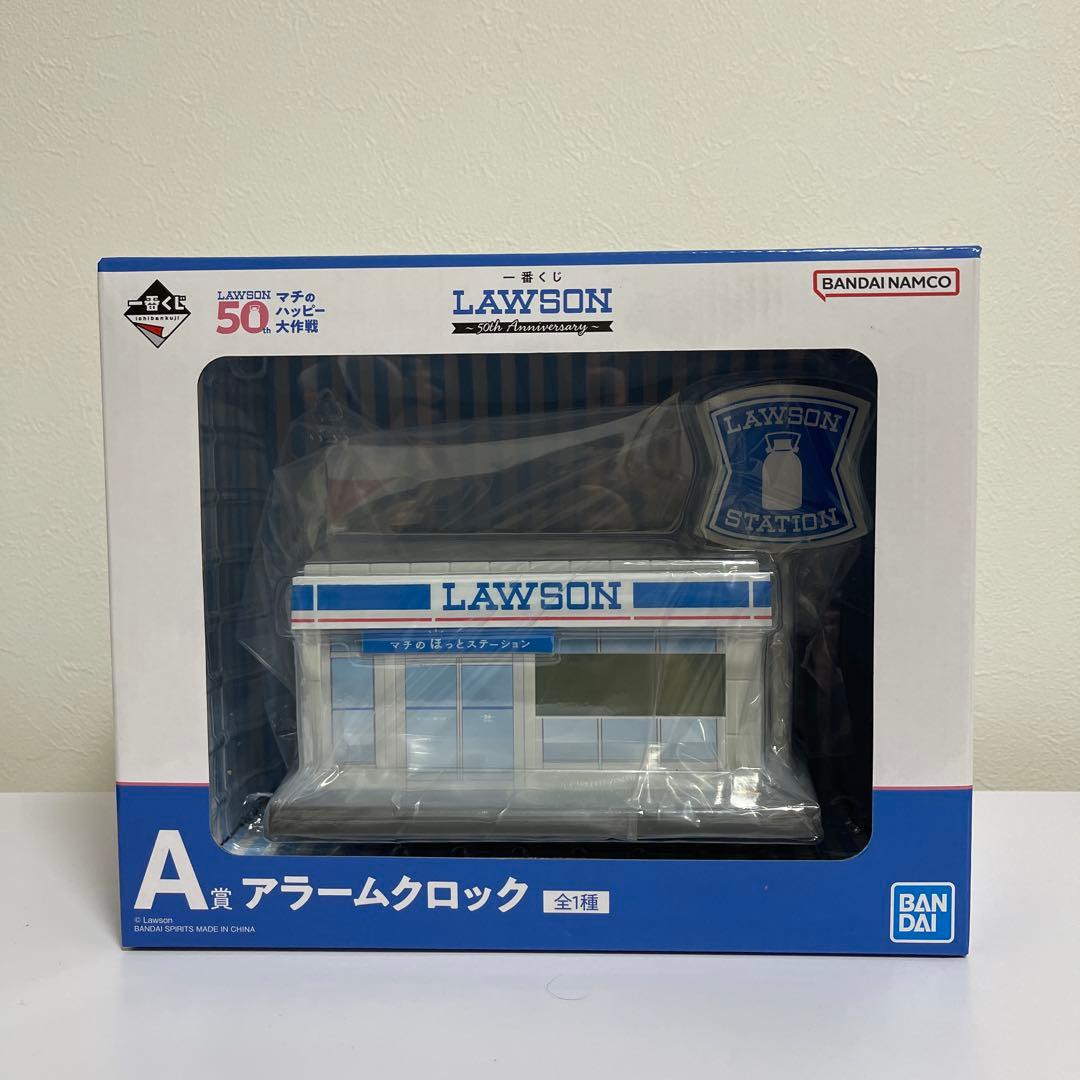 一番くじ
ichibankuji
LAWSON
50th
マチの
ハッピー
大作戦
一番くじ
LAWSON
~50th Anniversary~
BANDAI NAMCO
LAWSON
STATION
LAWSON
マチの ほっとステーション
A賞 アラームクロック 全1種
© Lawson
BANDAI SPIRITS MADE IN CHINA
BAN
DAI